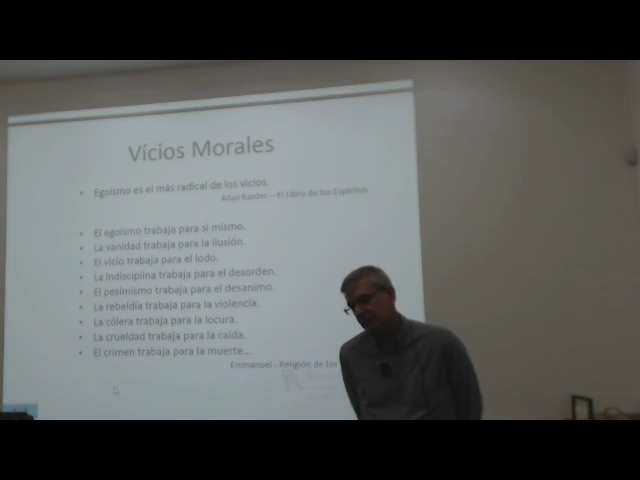 Vícios Morales
• Egoísmo es el más radical de los vícios.
Allan Kardec – El Libro de los Espíritus
• El egoísmo trabaja para si mismo.
• La vanidad trabaja para la ilusión.
• El vicio trabaja para el lodo.
• La indisciplina trabaja para el desorden.
• El pesimismo trabaja para el desanimo.
• La rebeldía trabaja para la violencia.
• La cólera trabaja para la locura.
• La crueldad trabaja para la caída.
• El crimen trabaja para la muerte...
Emmanuel - Religión de los